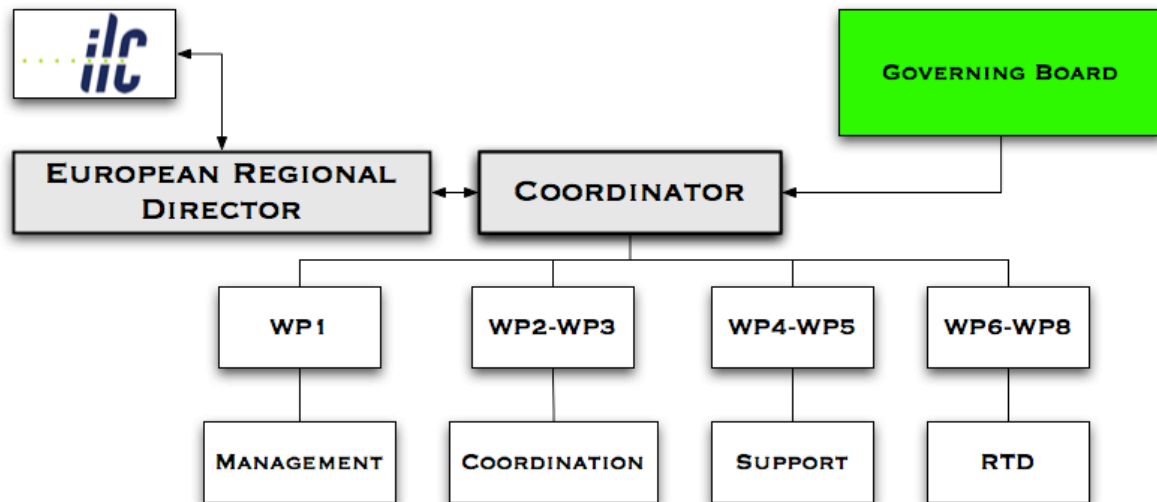 ilc
GOVERNING BOARD
EUROPEAN REGIONAL
DIRECTOR
COORDINATOR
WP1
WP2-WP3
WP4-WP5
WP6-WP8
MANAGEMENT
COORDINATION
SUPPORT
RTD